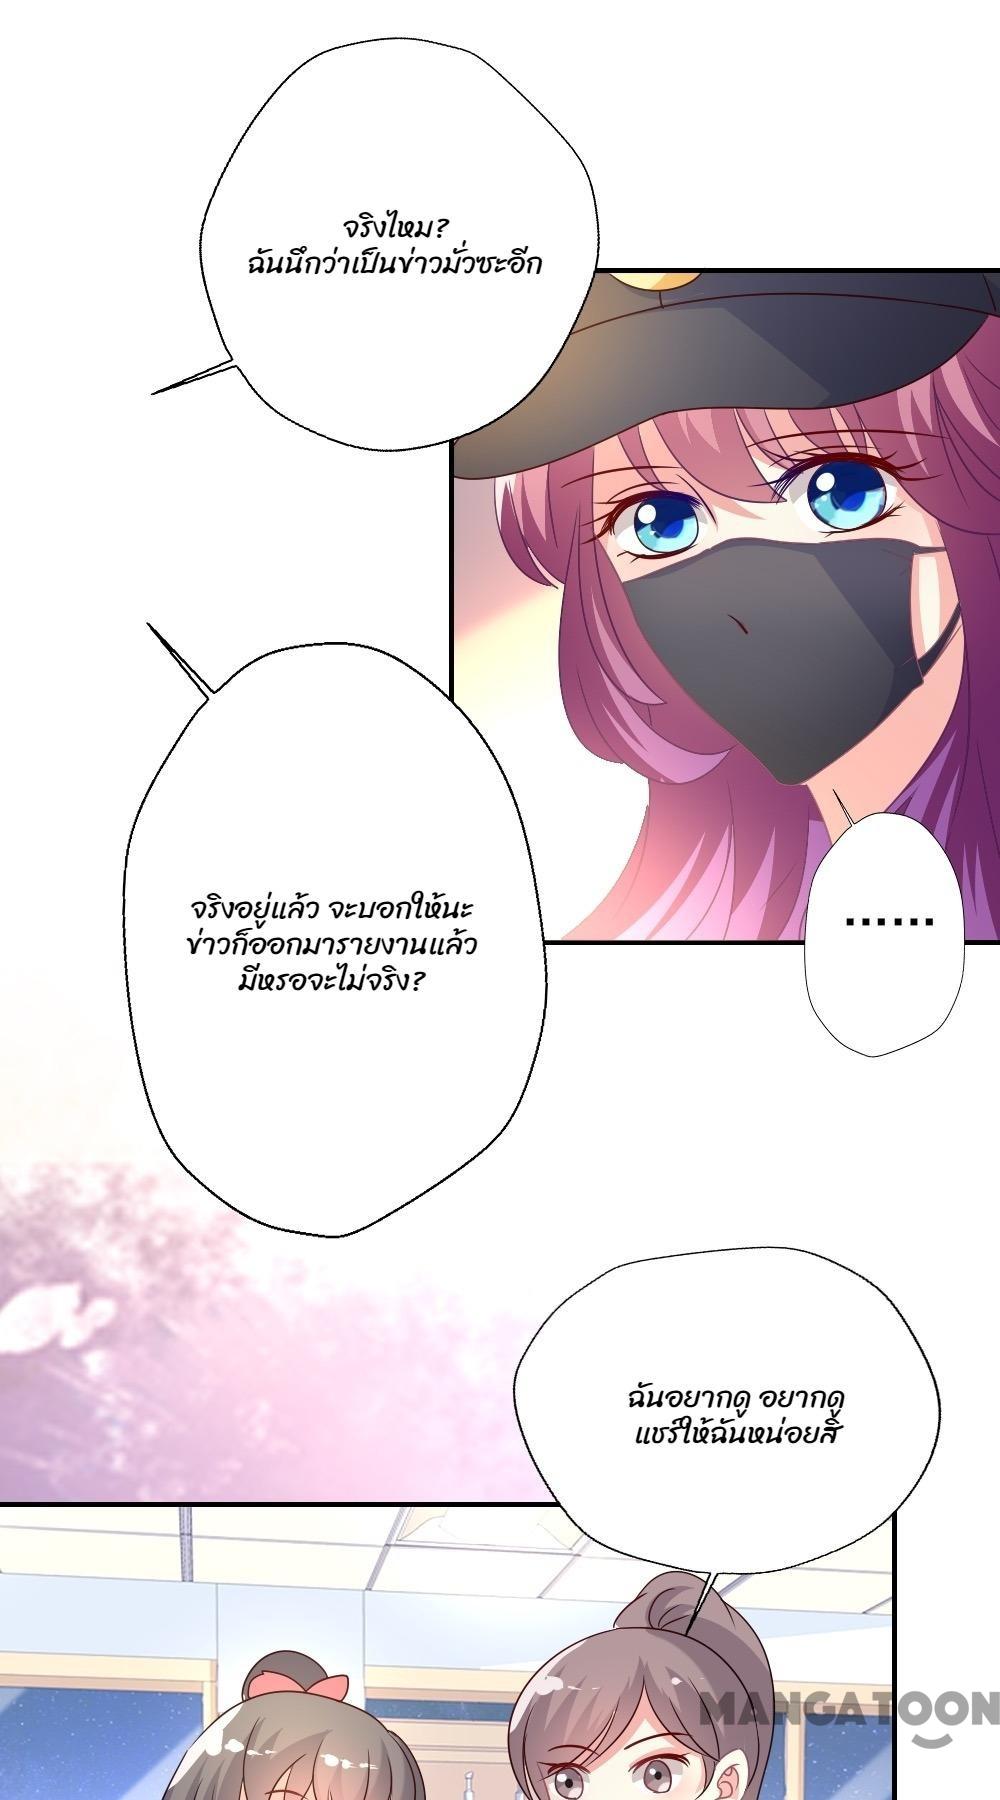 จริงไหม?
ฉันนึกว่าเป็นข่าวมั่วซะอีก
จริงอยู่แล้ว จะบอกให้นะ
ข่าวก็ออกมารายงานแล้ว
มีหรอจะไม่จริง?
......
ฉันอยากดู อยากดู
แชร์ให้ฉันหน่อยสิ
MANGATOON